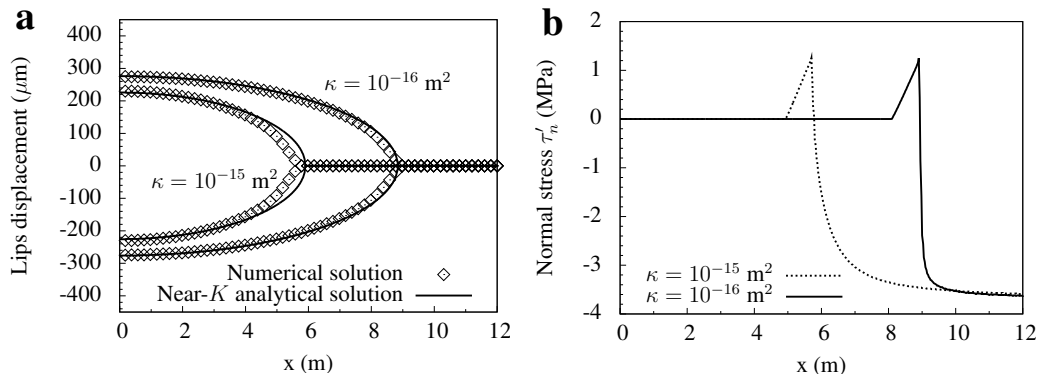 a
Lips displacement (μm)
400
300
200
100
0
-100
-200
-300
-400
κ = 10⁻¹⁶ m²
κ = 10⁻¹⁵ m²
Numerical solution
Near-K analytical solution
0 2 4 6 8 10 12
x (m)
b
Normal stress τ′ₙ (MPa)
2
1
0
-1
-2
-3
-4
κ = 10⁻¹⁵ m²
κ = 10⁻¹⁶ m²
0 2 4 6 8 10 12
x (m)